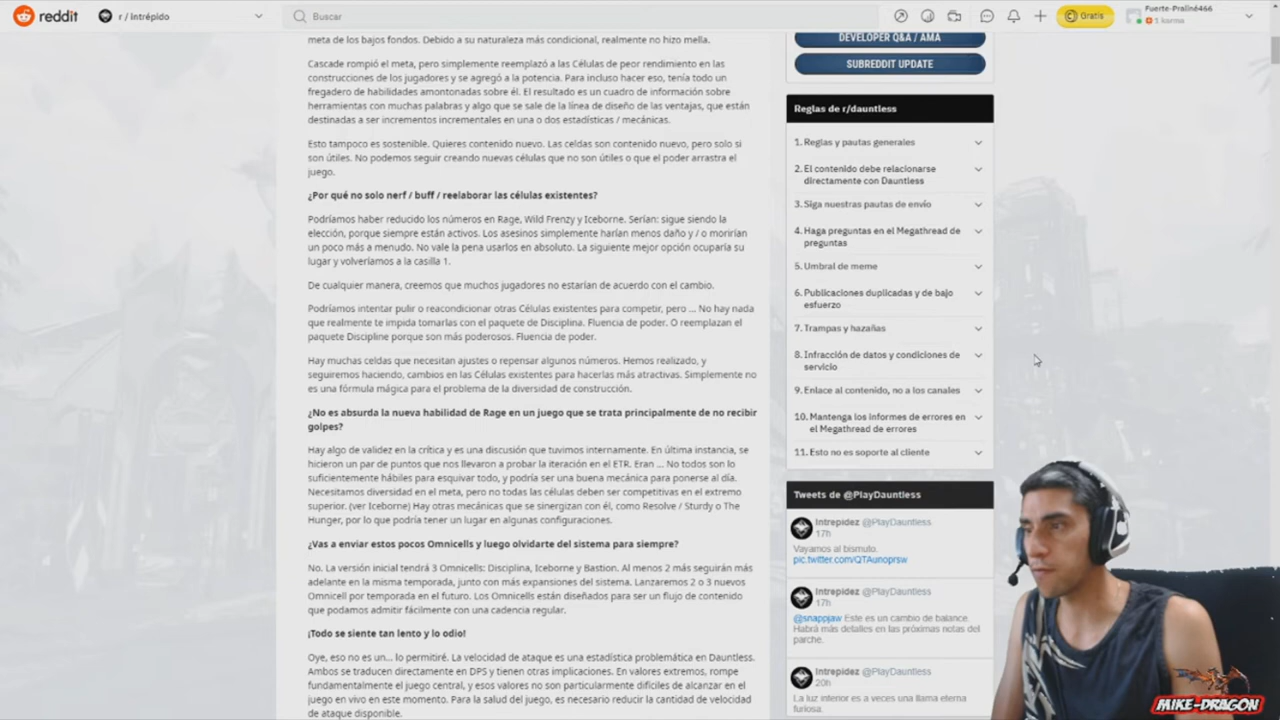 reddit
r / Intrépido
Buscar
Gratis
Fuerte-Praliné466
1 karma
meta de los bajos fondos. Debido a su naturaleza más condicional, realmente no hizo mella.
Cascade rompió el meta, pero simplemente reemplazó a las Células de peor rendimiento en las
construcciones de los jugadores y se agregó a la potencia. Para incluso hacer eso, tenía todo un
fregadero de habilidades amontonadas sobre él. El resultado es un cuadro de información sobre
herramientas con muchas palabras y algo que se sale de la línea de diseño de las ventajas, que están
destinadas a ser incrementos incrementales en una o dos estadísticas / mecánicas.
Esto tampoco es sostenible. Quieres contenido nuevo. Las celdas son contenido nuevo, pero solo si
son útiles. No podemos seguir creando nuevas células que no son útiles o que el poder arrastra el
juego.
¿Por qué no solo nerf / buff / reelaborar las células existentes?
Podríamos haber reducido los números en Rage, Wild Frenzy y Iceborne. Serían: sigue siendo la
elección, porque siempre están activos. Los asesinos simplemente harían menos daño y / o morirían
un poco más a menudo. No vale la pena usarlos en absoluto. La siguiente mejor opción ocuparía su
lugar y volveríamos a la casilla 1.
De cualquier manera, creemos que muchos jugadores no estarían de acuerdo con el cambio.
Podríamos intentar pulir o reacondicionar otras Células existentes para competir, pero ... No hay nada
que realmente te impida tomarlas con el paquete de Disciplina. Fluencia de poder. O reemplazan el
paquete Discipline porque son más poderosos. Fluencia de poder.
Hay muchas celdas que necesitan ajustes o repensar algunos números. Hemos realizado, y
seguiremos haciendo, cambios en las Células existentes para hacerlas más atractivas. Simplemente no
es una fórmula mágica para el problema de la diversidad de construcción.
¿No es absurda la nueva habilidad de Rage en un juego que se trata principalmente de no recibir
golpes?
Hay algo de validez en la crítica y es una discusión que tuvimos internamente. En última instancia, se
hicieron un par de puntos que nos llevaron a probar la iteración en el ETR. Eran ... No todos son lo
suficientemente hábiles para esquivar todo, y podría ser una buena mecánica para ponerse al día.
Necesitamos diversidad en el meta, pero no todas las células deben ser competitivas en el extremo
superior. (ver Iceborne) Hay otras mecánicas que se sinergizan con él, como Resolve / Sturdy o The
Hunger, por lo que podría tener un lugar en algunas configuraciones.
¿Vas a enviar estos pocos Omnicells y luego olvidarte del sistema para siempre?
No. La versión inicial tendrá 3 Omnicells: Disciplina, Iceborne y Bastion. Al menos 2 más seguirán más
adelante en la misma temporada, junto con más expansiones del sistema. Lanzaremos 2 o 3 nuevos
Omnicell por temporada en el futuro. Los Omnicells están diseñados para ser un flujo de contenido
que podamos admitir fácilmente con una cadencia regular.
¡Todo se siente tan lento y lo odio!
Oye, eso no es un... lo permitiré. La velocidad de ataque es una estadística problemática en Dauntless.
Ambos se traducen directamente en DPS y tienen otras implicaciones. En valores extremos, rompe
fundamentalmente el juego central, y esos valores no son particularmente difíciles de alcanzar en el
juego en vivo en este momento. Para la salud del juego, es necesario reducir la cantidad de velocidad
de ataque disponible.
DEVELOPER Q&A / AMA
SUBREDDIT UPDATE
Reglas de r/dauntless
1. Reglas y pautas generales
2. El contenido debe relacionarse
directamente con Dauntless
3. Siga nuestras pautas de envío
4. Haga preguntas en el Megathread de
preguntas
5. Umbral de meme
6. Publicaciones duplicadas y de bajo
esfuerzo
7. Trampas y hazañas
8. Infracción de datos y condiciones de
servicio
9. Enlace al contenido, no a los canales
10. Mantenga los informes de errores en
el Megathread de errores
11. Esto no es soporte al cliente
Tweets de @PlayDauntless
Intrepidez @PlayDauntless
17h
Vayamos al bismuto.
pic.twitter.com/QTAunoprsw
Intrepidez @PlayDauntless
17h
@snappjaw Este es un cambio de balance.
Habrá más detalles en las próximas notas del
parche.
Intrepidez @PlayDauntless
20h
La luz interior es a veces una llama eterna
furiosa.
MIKE-DRAGON